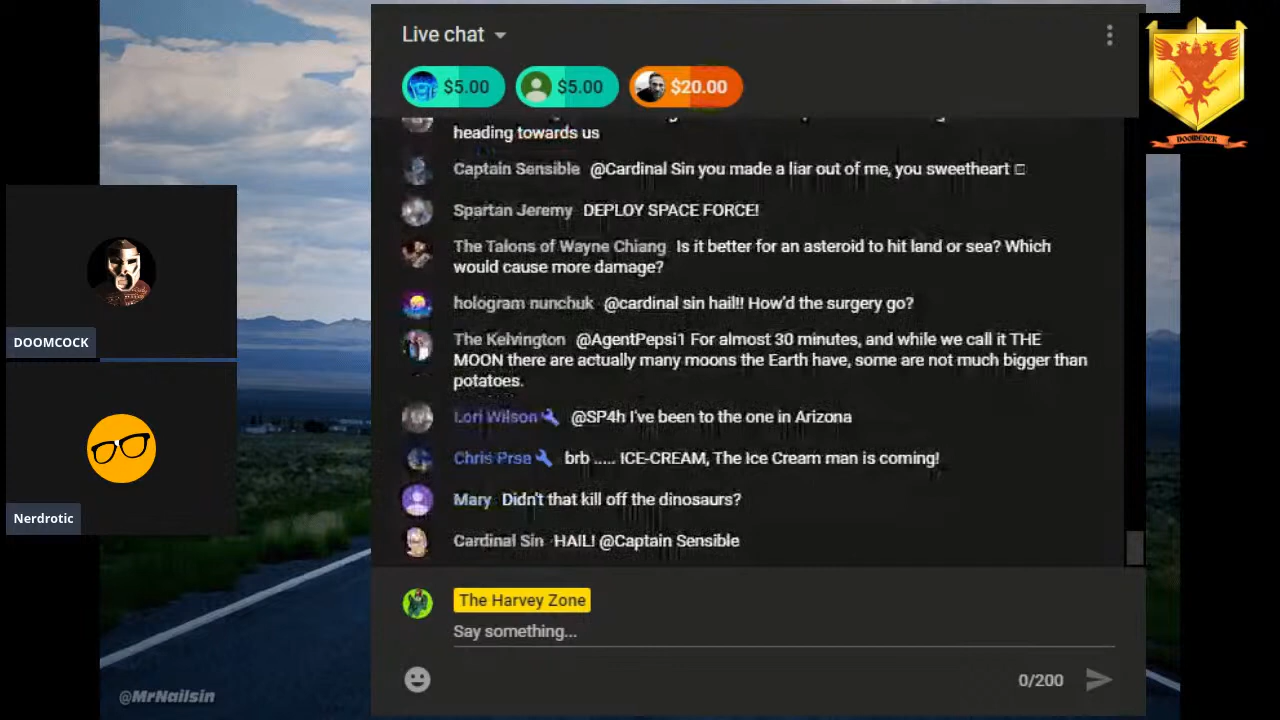 Live chat
$5.00
$5.00
$20.00
heading towards us
Captain Sensible @Cardinal Sin you made a liar out of me, you sweetheart
Spartan Jeremy DEPLOY SPACE FORCE!
The Talons of Wayne Chiang Is it better for an asteroid to hit land or sea? Which
would cause more damage?
hologram nunchuk @cardinal sin hail!! How'd the surgery go?
The Kelvington @AgentPepsi1 For almost 30 minutes, and while we call it THE
MOON there are actually many moons the Earth have, some are not much bigger than
potatoes.
Lori Wilson @SP4h I've been to the one in Arizona
Chris Prsa brb ..... ICE-CREAM, The Ice Cream man is coming!
Mary Didn't that kill off the dinosaurs?
Cardinal Sin HAIL! @Captain Sensible
The Harvey Zone
Say something...
0/200
DOOMCOCK
Nerdrotic
@MrNailsin
DOOMCOCK